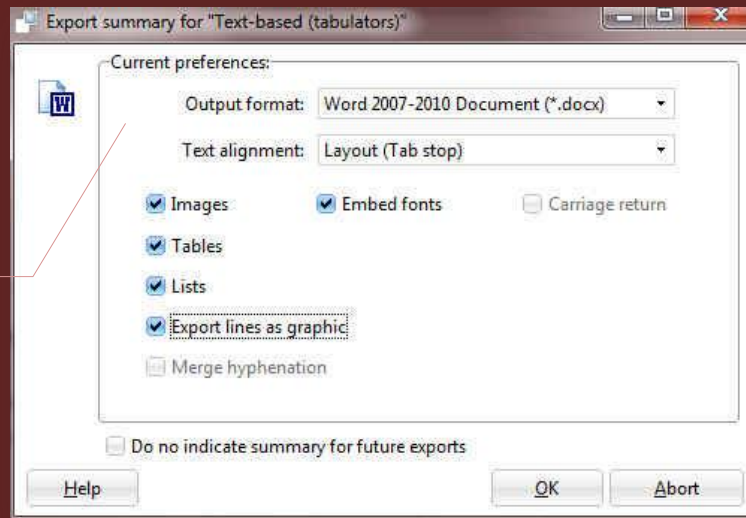 Export summary for "Text-based (tabulators)"
Current preferences:
W
Output format: Word 2007-2010 Document (*.docx)
Text alignment: Layout (Tab stop)
Images Embed fonts Carriage return
Tables
Lists
Export lines as graphic
Merge hyphenation
Do no indicate summary for future exports
Help OK Abort